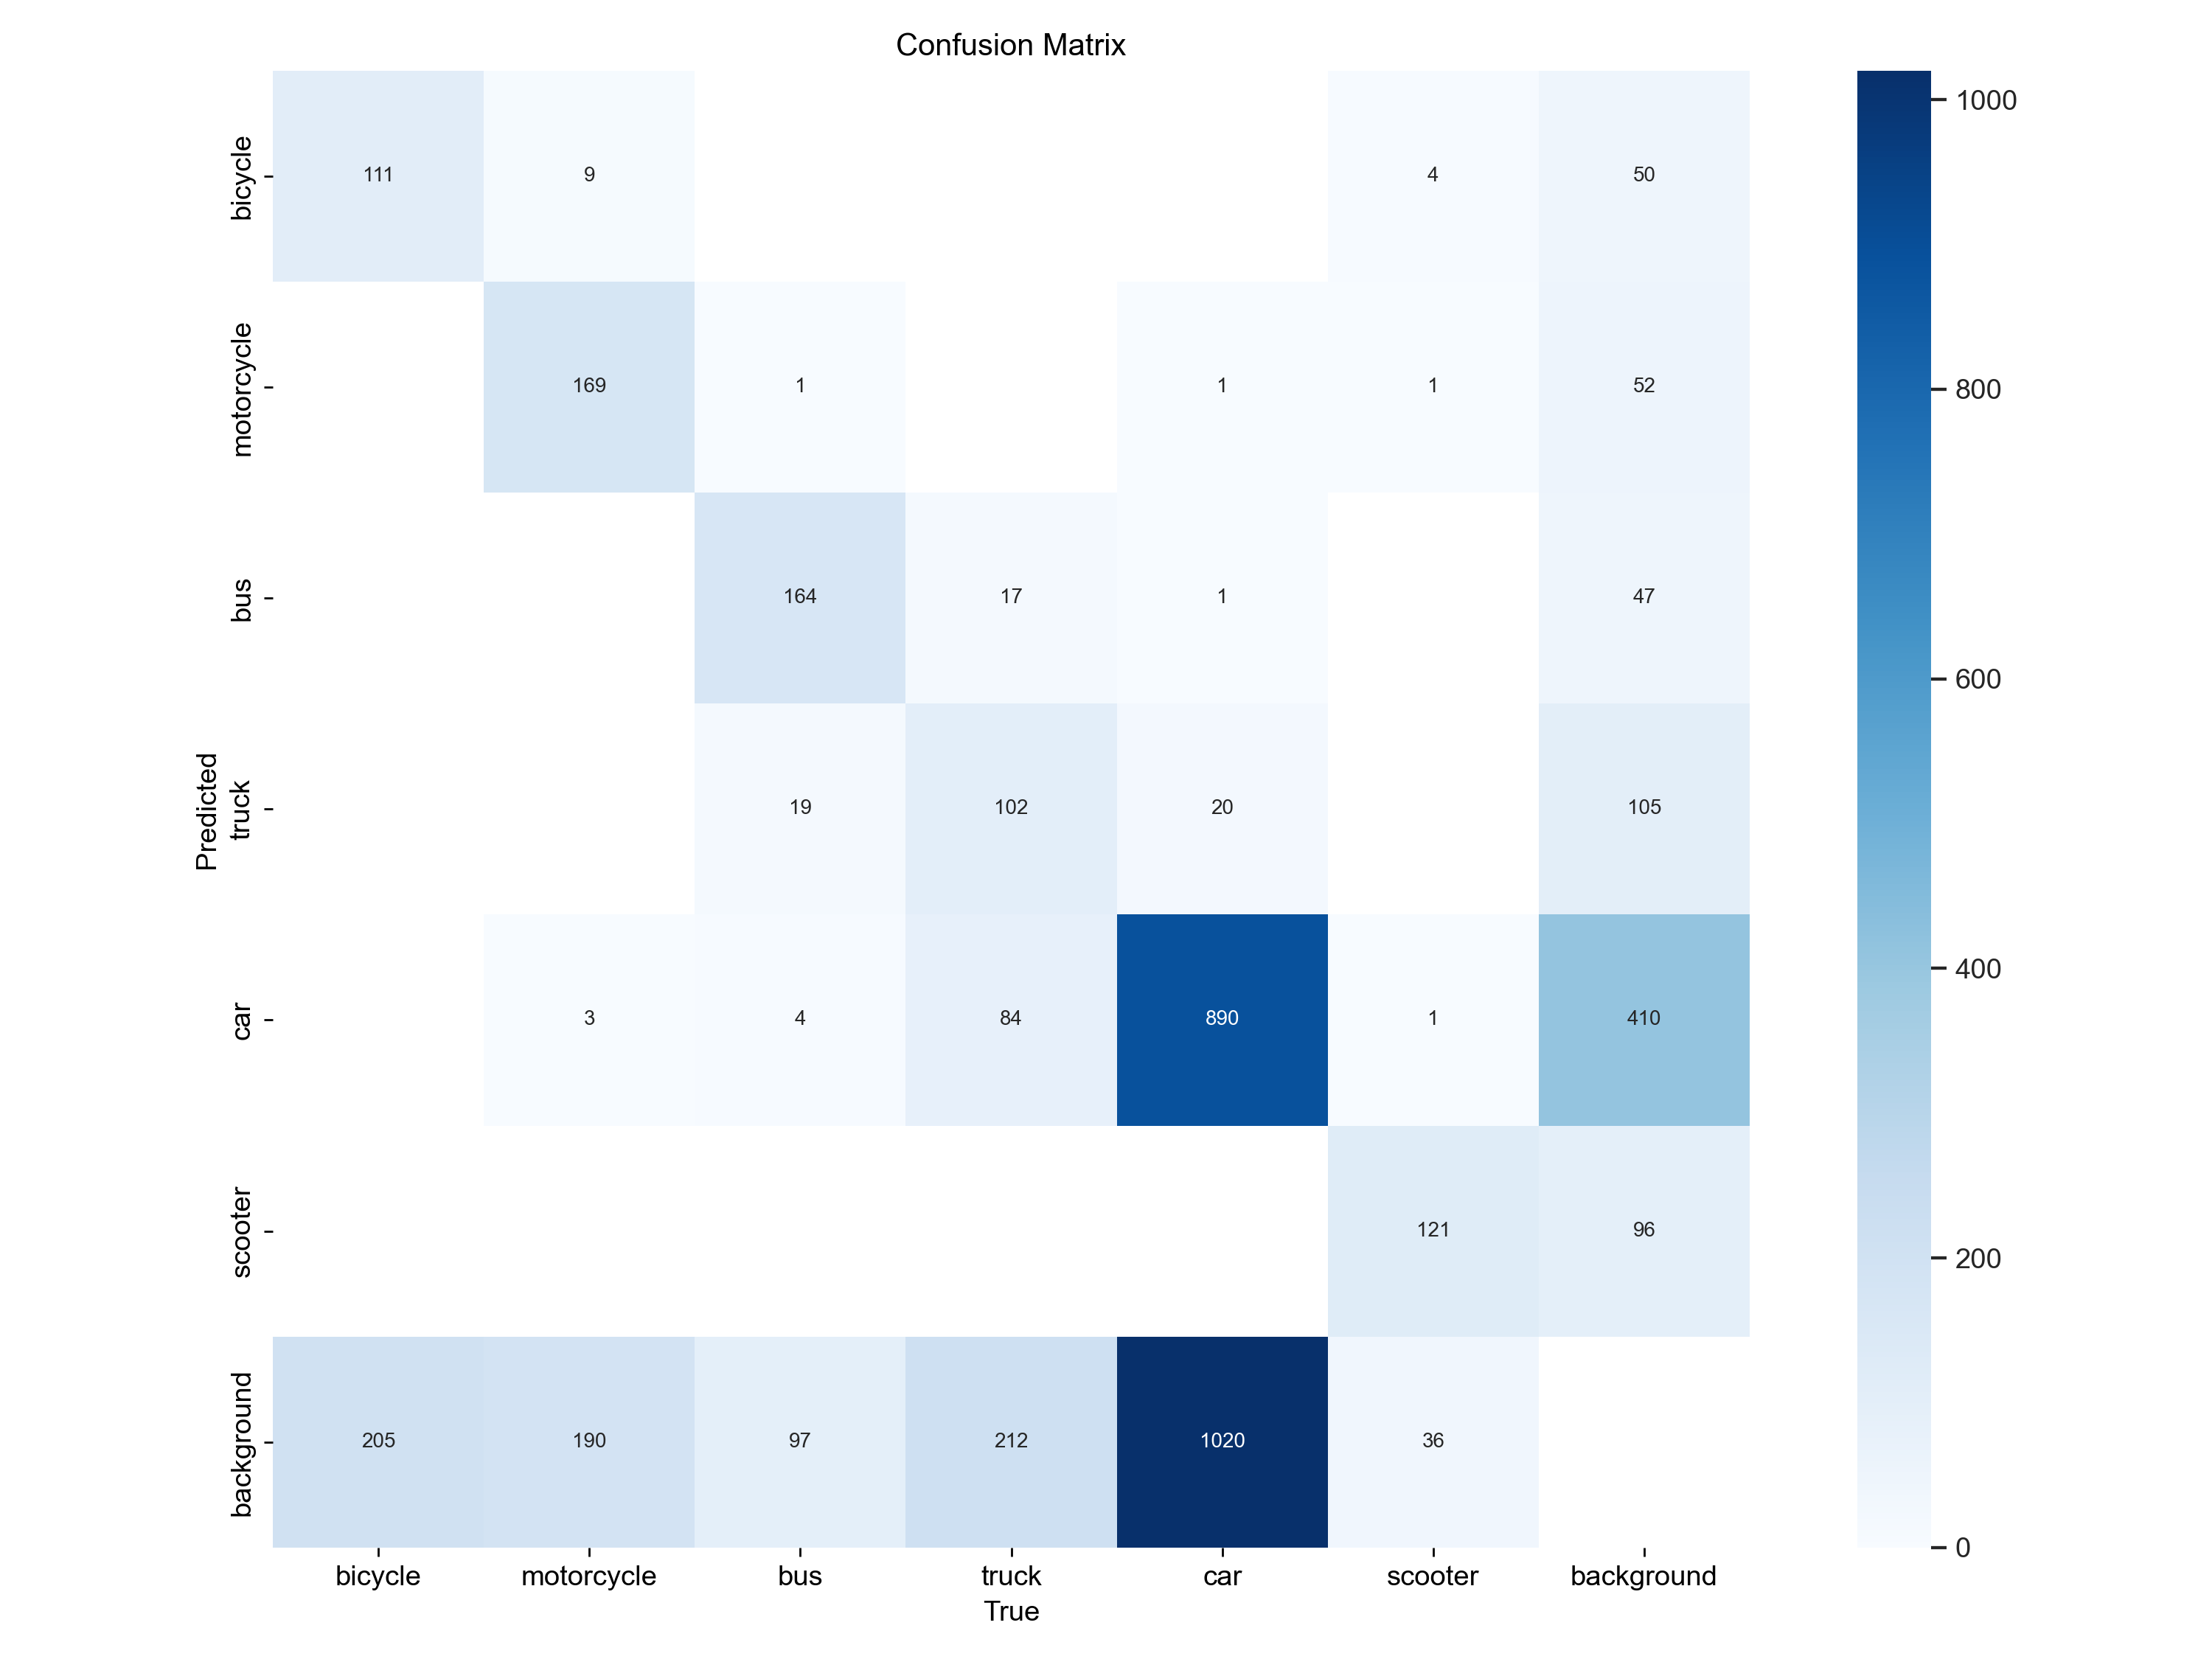 Confusion Matrix
bicycle 111 9 4 50
motorcycle 169 1 1 1 52
bus 164 17 1 47
Predicted
truck 19 102 20 105
car 3 4 84 890 1 410
scooter 121 96
background 205 190 97 212 1020 36
bicycle motorcycle bus truck car scooter background
True
1000
800
600
400
200
0